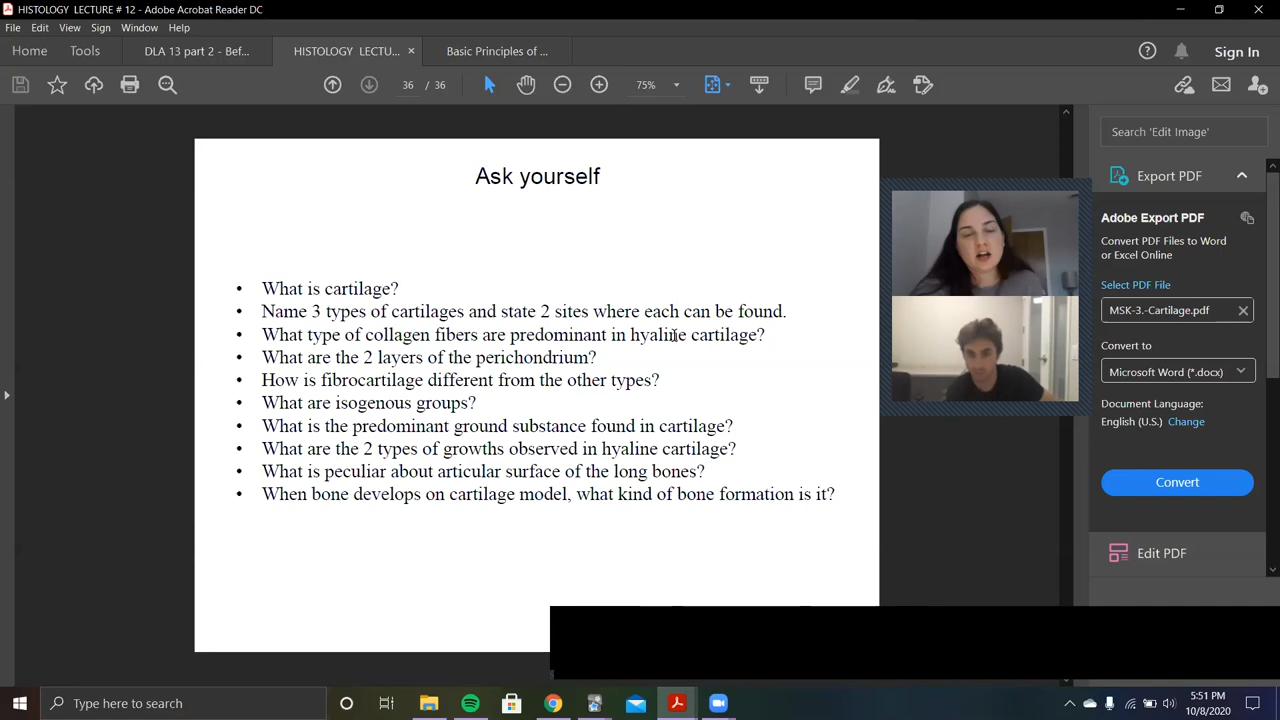 HISTOLOGY LECTURE # 12 - Adobe Acrobat Reader DC
File Edit View Sign Window Help
Home Tools DLA 13 part 2 - Bef... HISTOLOGY LECTU... × Basic Principles of ... Sign In
36 / 36 75%
Ask yourself
• What is cartilage?
• Name 3 types of cartilages and state 2 sites where each can be found.
• What type of collagen fibers are predominant in hyaline cartilage?
• What are the 2 layers of the perichondrium?
• How is fibrocartilage different from the other types?
• What are isogenous groups?
• What is the predominant ground substance found in cartilage?
• What are the 2 types of growths observed in hyaline cartilage?
• What is peculiar about articular surface of the long bones?
• When bone develops on cartilage model, what kind of bone formation is it?
Search 'Edit Image'
Export PDF
Adobe Export PDF
Convert PDF Files to Word
or Excel Online
Select PDF File
MSK-3.-Cartilage.pdf
Convert to
Microsoft Word (*.docx)
Document Language:
English (U.S.) Change
Convert
Edit PDF
Type here to search
5:51 PM
10/8/2020